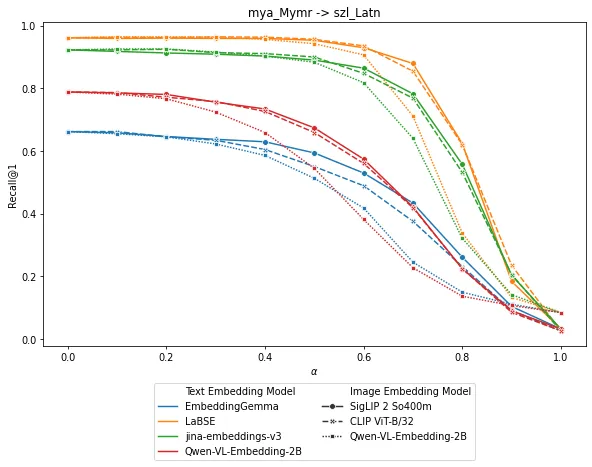 mya_Mymr -> szl_Latn
Recall@1
1.0
0.8
0.6
0.4
0.2
0.0
0.0 0.2 0.4 0.6 0.8 1.0
α
Text Embedding Model
EmbeddingGemma
LaBSE
jina-embeddings-v3
Qwen-VL-Embedding-2B
Image Embedding Model
SigLIP 2 So400m
CLIP ViT-B/32
Qwen-VL-Embedding-2B